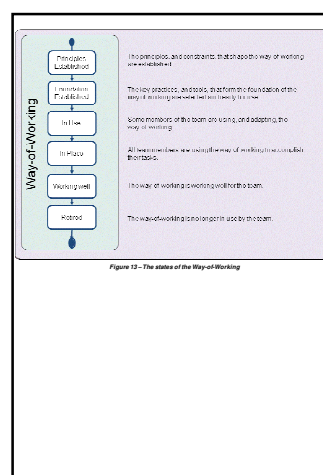 Way-of-Working
Principles
Established
The principles, and constraints, that shape the way-of-working
are established.
Foundation
Established
The key practices, and tools, that form the foundation of the
way of working are selected and ready for use.
In Use
Some members of the team are using, and adapting, the
way-of-working.
In Place
All team members are using the way of working to accomplish
their tasks.
Working well
The way-of-working is working well for the team.
Retired
The way-of-working is no longer in use by the team.
Figure 13 – The states of the Way-of-Working